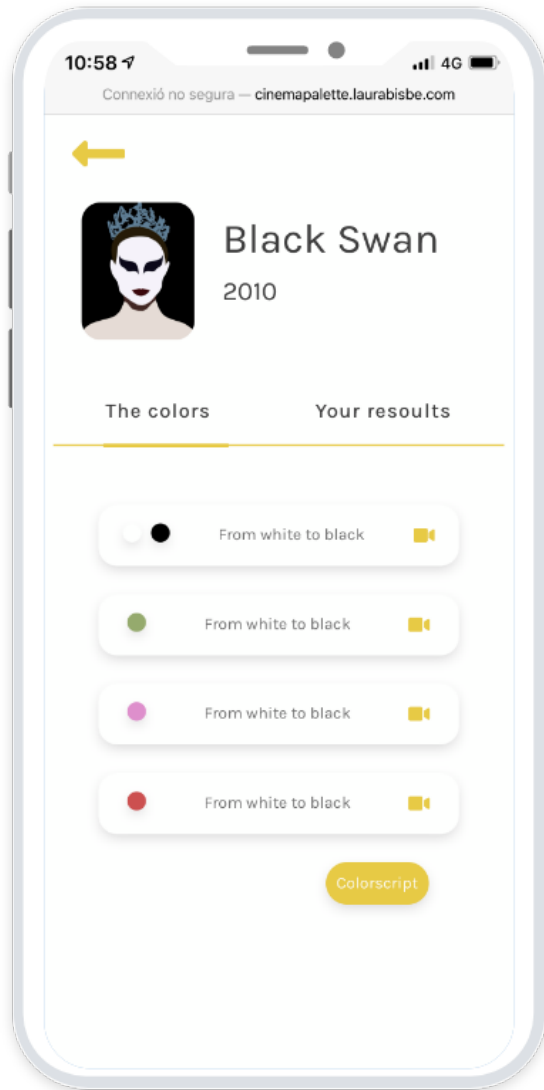 10:58 4G
Connexió no segura — cinemapalette.laurabisbe.com
Black Swan
2010
The colors Your resoults
From white to black
From white to black
From white to black
From white to black
Colorscript